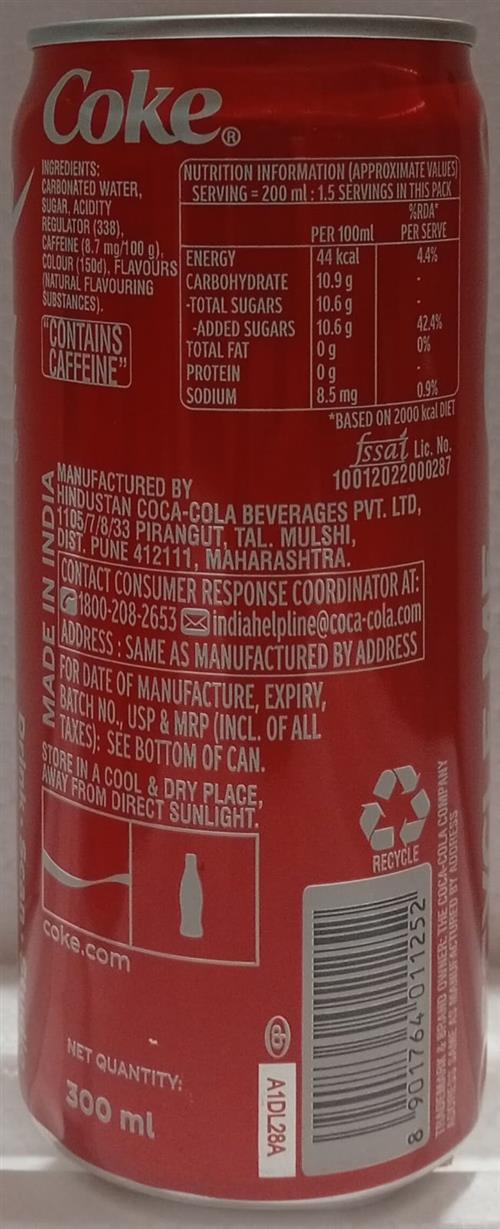 Coke®
INGREDIENTS:
CARBONATED WATER,
SUGAR, ACIDITY
REGULATOR (338),
CAFFEINE (8.7 mg/100 g),
COLOUR (150d), FLAVOURS
(NATURAL FLAVOURING
SUBSTANCES).
"CONTAINS
CAFFEINE"
NUTRITION INFORMATION (APPROXIMATE VALUES)
SERVING = 200 ml : 1.5 SERVINGS IN THIS PACK
PER 100ml %RDA* PER SERVE
ENERGY 44 kcal 4.4%
CARBOHYDRATE 10.9 g -
-TOTAL SUGARS 10.6 g -
-ADDED SUGARS 10.6 g 42.4%
TOTAL FAT 0 g 0%
PROTEIN 0 g -
SODIUM 8.5 mg 0.9%
*BASED ON 2000 kcal DIET
fssai Lic. No.
10012022000287
MADE IN INDIA
MANUFACTURED BY
HINDUSTAN COCA-COLA BEVERAGES PVT. LTD,
1105/7/8/33 PIRANGUT, TAL. MULSHI,
DIST. PUNE 412111, MAHARASHTRA.
CONTACT CONSUMER RESPONSE COORDINATOR AT:
1800-208-2653 indiahelpline@coca-cola.com
ADDRESS : SAME AS MANUFACTURED BY ADDRESS
FOR DATE OF MANUFACTURE, EXPIRY,
BATCH NO., USP & MRP (INCL. OF ALL
TAXES): SEE BOTTOM OF CAN.
STORE IN A COOL & DRY PLACE,
AWAY FROM DIRECT SUNLIGHT.
coke.com
RECYCLE
NET QUANTITY:
300 ml
A1DL28A
8 901764 011252
TRADEMARK & BRAND OWNER: THE COCA-COLA COMPANY
ADDRESS SAME AS MANUFACTURED BY ADDRESS